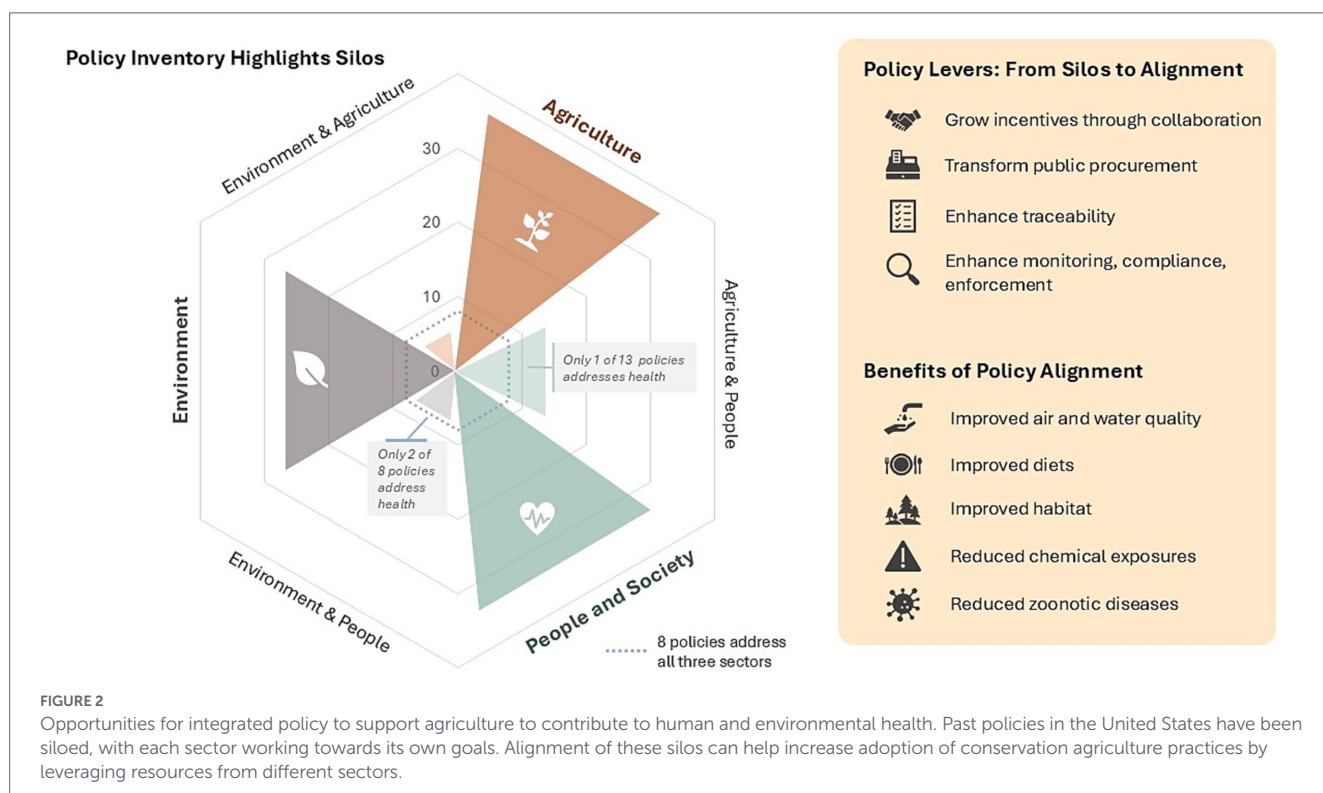 Policy Inventory Highlights Silos
Environment & Agriculture
Agriculture
30
20
10
0
Environment
Agriculture & People
Only 1 of 13 policies
addresses health
Only 2 of
8 policies
address
health
Environment & People
People and Society
8 policies address
all three sectors
Policy Levers: From Silos to Alignment
Grow incentives through collaboration
Transform public procurement
Enhance traceability
Enhance monitoring, compliance,
enforcement
Benefits of Policy Alignment
Improved air and water quality
Improved diets
Improved habitat
Reduced chemical exposures
Reduced zoonotic diseases
FIGURE 2
Opportunities for integrated policy to support agriculture to contribute to human and environmental health. Past policies in the United States have been
siloed, with each sector working towards its own goals. Alignment of these silos can help increase adoption of conservation agriculture practices by
leveraging resources from different sectors.